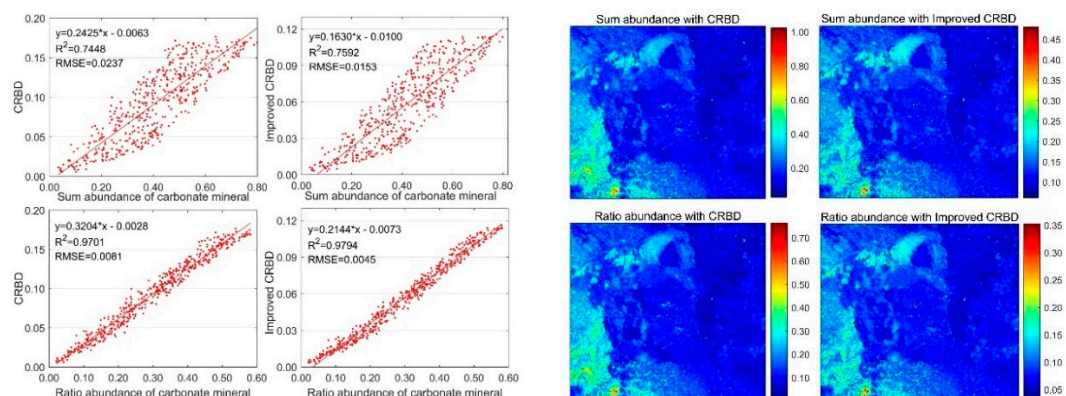 Sum abundance with CRBD
Sum abundance with Improved CRBD
0.20
0.15
0.10
0.05
0.00
CRBD
y=0.2425*x - 0.0063
R²=0.7448
RMSE=0.0237
0.00 0.20 0.40 0.60 0.80
Sum abundance of carbonate mineral
0.12
0.09
0.06
0.03
0.00
Improved CRBD
y=0.1630*x - 0.0100
R²=0.7592
RMSE=0.0153
0.00 0.20 0.40 0.60 0.80
Sum abundance of carbonate mineral
1.00
0.80
0.60
0.40
0.20
0.45
0.40
0.35
0.30
0.25
0.20
0.15
0.10
Ratio abundance with CRBD
Ratio abundance with Improved CRBD
0.20
0.15
0.10
0.05
0.00
CRBD
y=0.3204*x - 0.0028
R²=0.9701
RMSE=0.0081
0.00 0.10 0.20 0.30 0.40 0.50 0.60
Ratio abundance of carbonate mineral
0.12
0.09
0.06
0.03
0.00
Improved CRBD
y=0.2144*x - 0.0073
R²=0.9794
RMSE=0.0045
0.00 0.10 0.20 0.30 0.40 0.50 0.60
Ratio abundance of carbonate mineral
0.70
0.60
0.50
0.40
0.30
0.20
0.10
0.35
0.30
0.25
0.20
0.15
0.10
0.05